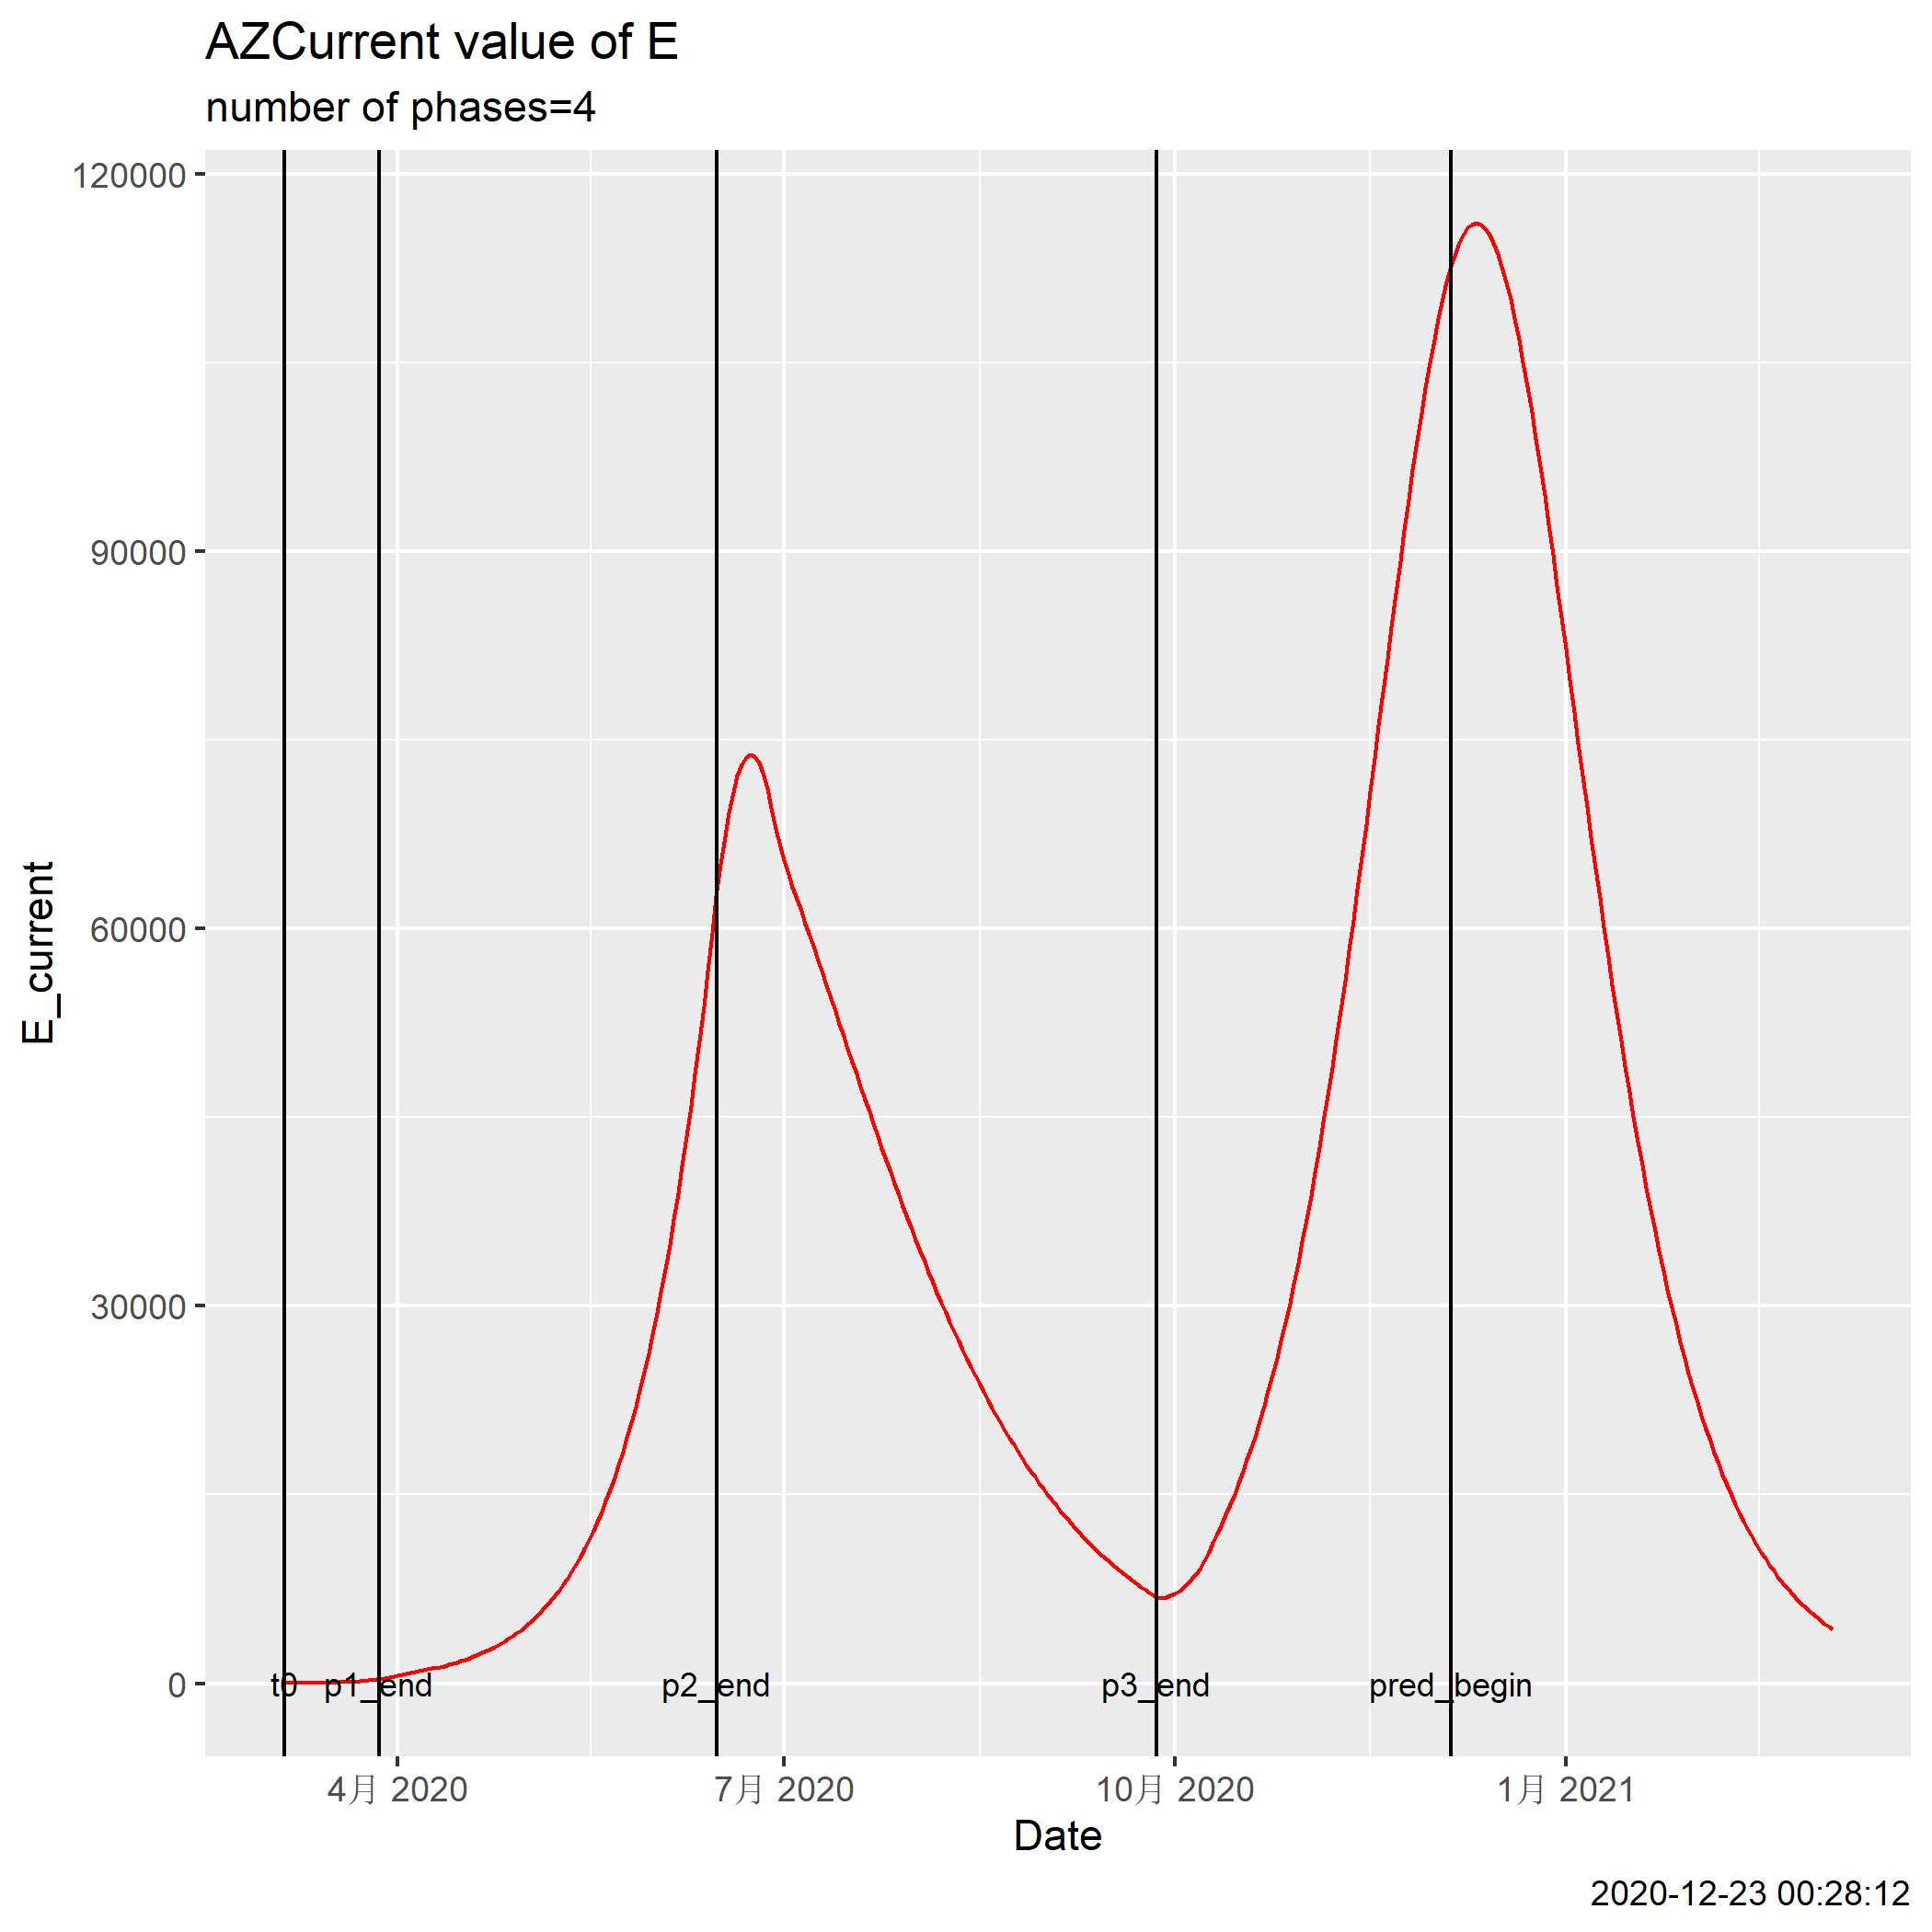 AZCurrent value of E
number of phases=4
120000
90000
60000
30000
0
E_current
t0 p1_end p2_end p3_end pred_begin
4月 2020 7月 2020 10月 2020 1月 2021
Date
2020-12-23 00:28:12